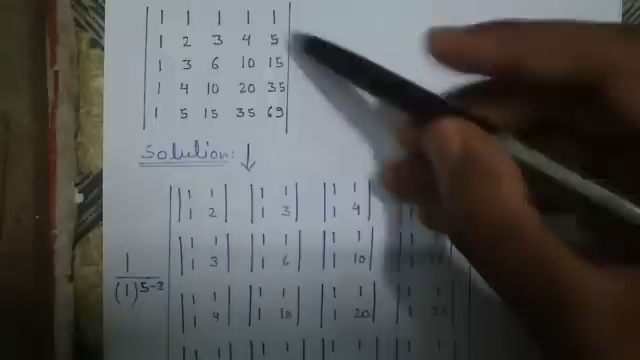 1 1 1 1 1
1 2 3 4 5
1 3 6 10 15
1 4 10 20 35
1 5 15 35 69
Solution:
1 1 1 1 1 1
1 2 1 3 1 4
1 1 1 1 1 1
1 3 1 6 1 10
1
(1)⁵⁻²
1 1 1 1 1 1
1 4 1 10 1 20